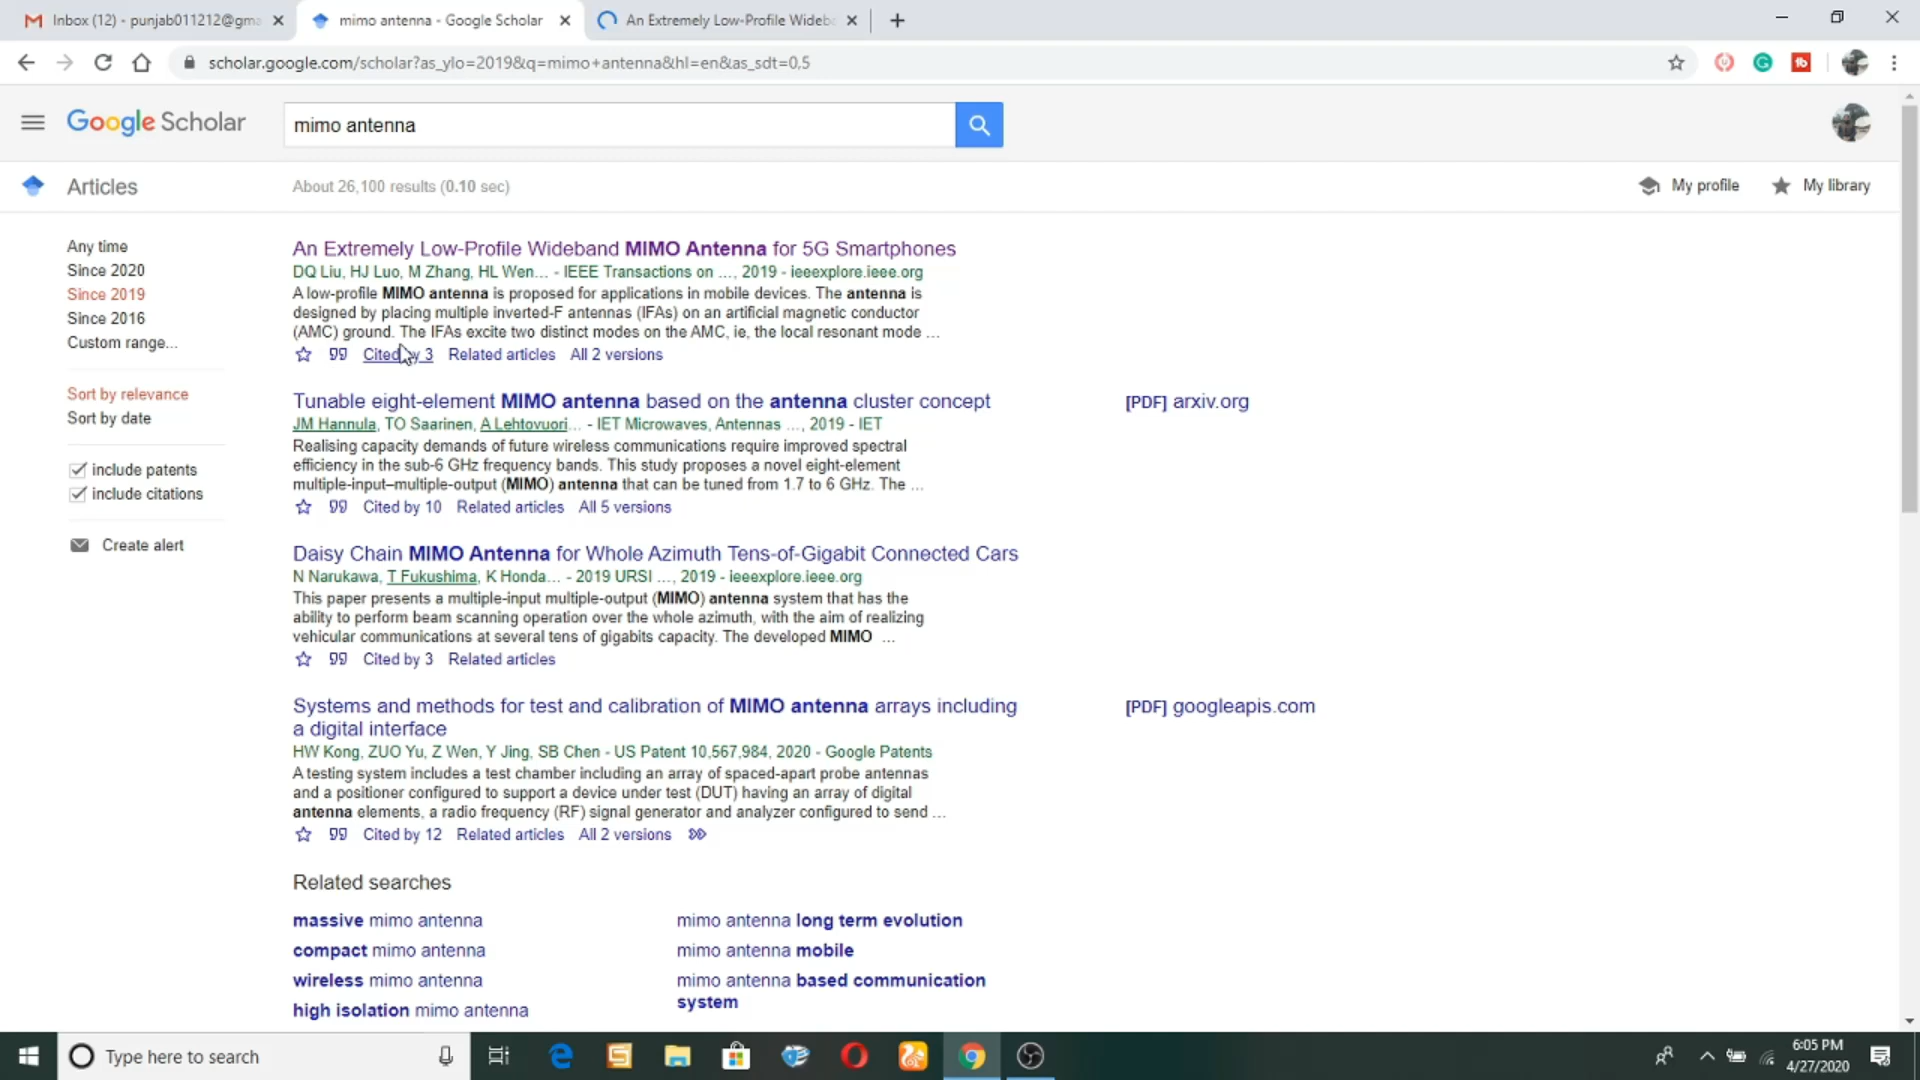 Inbox (12) - punjab011212@gma
mimo antenna - Google Scholar
An Extremely Low-Profile Wideb
scholar.google.com/scholar?as_ylo=2019&q=mimo+antenna&hl=en&as_sdt=0,5
Google Scholar
mimo antenna
Articles
About 26,100 results (0.10 sec)
My profile
My library
Any time
Since 2020
Since 2019
Since 2016
Custom range...
Sort by relevance
Sort by date
include patents
include citations
Create alert
An Extremely Low-Profile Wideband MIMO Antenna for 5G Smartphones
DQ Liu, HJ Luo, M Zhang, HL Wen... - IEEE Transactions on ..., 2019 - ieeexplore.ieee.org
A low-profile MIMO antenna is proposed for applications in mobile devices. The antenna is
designed by placing multiple inverted-F antennas (IFAs) on an artificial magnetic conductor
(AMC) ground. The IFAs excite two distinct modes on the AMC, ie, the local resonant mode ...
Cited by 3 Related articles All 2 versions
Tunable eight-element MIMO antenna based on the antenna cluster concept
[PDF] arxiv.org
JM Hannula, TO Saarinen, A Lehtovuori... - IET Microwaves, Antennas ..., 2019 - IET
Realising capacity demands of future wireless communications require improved spectral
efficiency in the sub-6 GHz frequency bands. This study proposes a novel eight-element
multiple-input–multiple-output (MIMO) antenna that can be tuned from 1.7 to 6 GHz. The ...
Cited by 10 Related articles All 5 versions
Daisy Chain MIMO Antenna for Whole Azimuth Tens-of-Gigabit Connected Cars
N Narukawa, T Fukushima, K Honda... - 2019 URSI ..., 2019 - ieeexplore.ieee.org
This paper presents a multiple-input multiple-output (MIMO) antenna system that has the
ability to perform beam scanning operation over the whole azimuth, with the aim of realizing
vehicular communications at several tens of gigabits capacity. The developed MIMO ...
Cited by 3 Related articles
Systems and methods for test and calibration of MIMO antenna arrays including
a digital interface
[PDF] googleapis.com
HW Kong, ZUO Yu, Z Wen, Y Jing, SB Chen - US Patent 10,567,984, 2020 - Google Patents
A testing system includes a test chamber including an array of spaced-apart probe antennas
and a positioner configured to support a device under test (DUT) having an array of digital
antenna elements, a radio frequency (RF) signal generator and analyzer configured to send ...
Cited by 12 Related articles All 2 versions
Related searches
massive mimo antenna
compact mimo antenna
wireless mimo antenna
high isolation mimo antenna
mimo antenna long term evolution
mimo antenna mobile
mimo antenna based communication
system
Type here to search
6:05 PM
4/27/2020